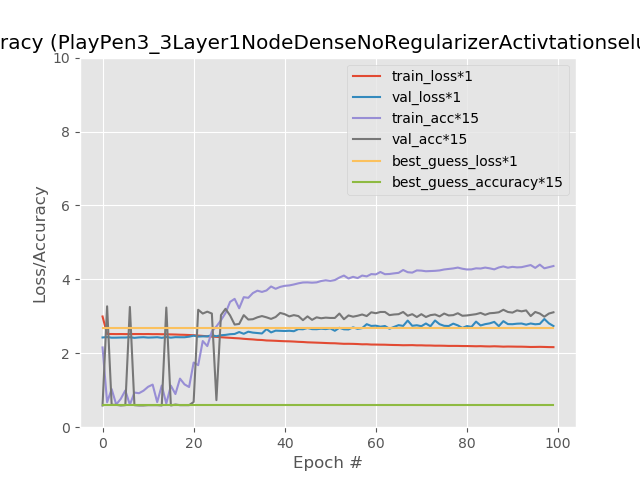 racy (PlayPen3_3Layer1NodeDenseNoRegularizerActivtationselu
10
8
6
4
2
0
Loss/Accuracy
train_loss*1
val_loss*1
train_acc*15
val_acc*15
best_guess_loss*1
best_guess_accuracy*15
0 20 40 60 80 100
Epoch #